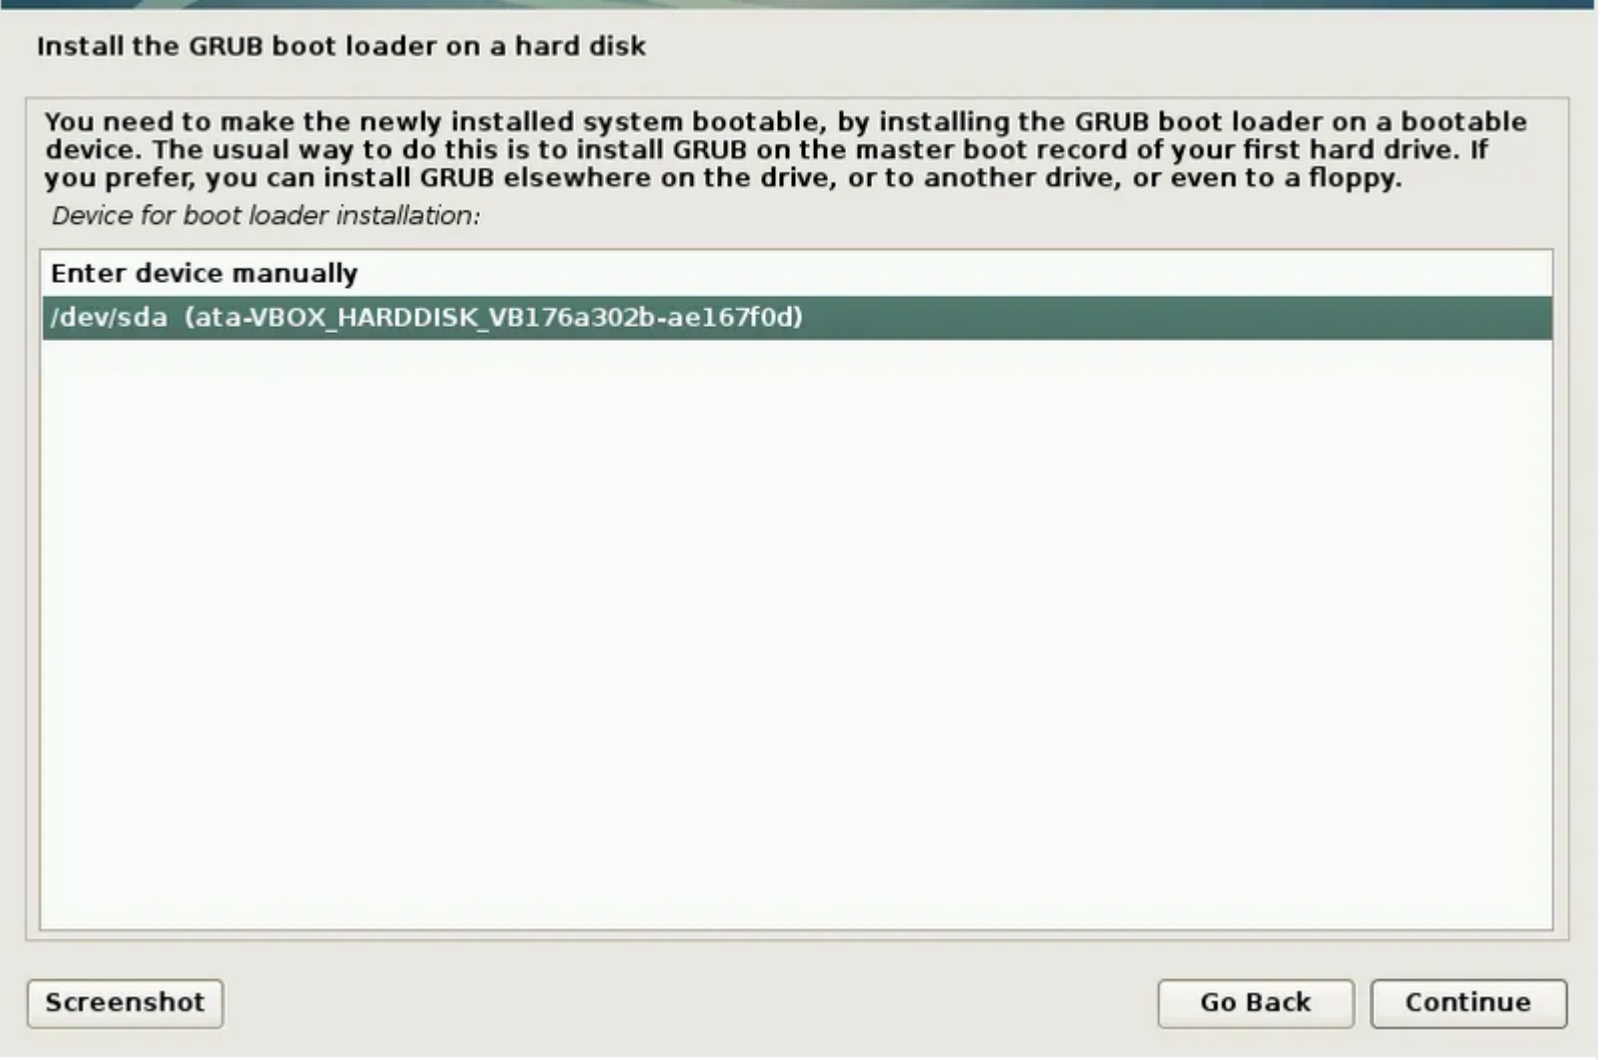 Install the GRUB boot loader on a hard disk
You need to make the newly installed system bootable, by installing the GRUB boot loader on a bootable
device. The usual way to do this is to install GRUB on the master boot record of your first hard drive. If
you prefer, you can install GRUB elsewhere on the drive, or to another drive, or even to a floppy.
Device for boot loader installation:
Enter device manually
/dev/sda  (ata-VBOX_HARDDISK_VB176a302b-ae167f0d)
Screenshot
Go Back
Continue